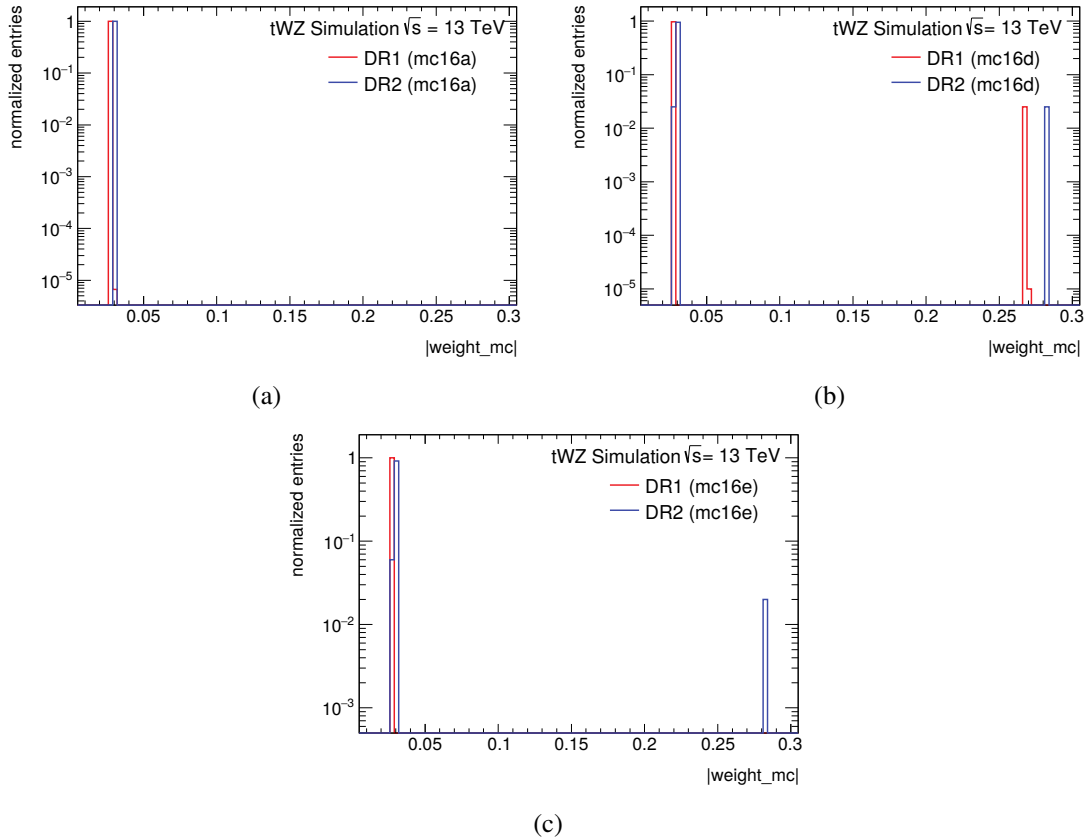 normalized entries
tWZ Simulation √s = 13 TeV
DR1 (mc16a)
DR2 (mc16a)
1
10⁻¹
10⁻²
10⁻³
10⁻⁴
10⁻⁵
0.05 0.1 0.15 0.2 0.25 0.3
|weight_mc|
(a)
normalized entries
tWZ Simulation √s = 13 TeV
DR1 (mc16d)
DR2 (mc16d)
1
10⁻¹
10⁻²
10⁻³
10⁻⁴
10⁻⁵
0.05 0.1 0.15 0.2 0.25 0.3
|weight_mc|
(b)
normalized entries
tWZ Simulation √s = 13 TeV
DR1 (mc16e)
DR2 (mc16e)
1
10⁻¹
10⁻²
10⁻³
0.05 0.1 0.15 0.2 0.25 0.3
|weight_mc|
(c)